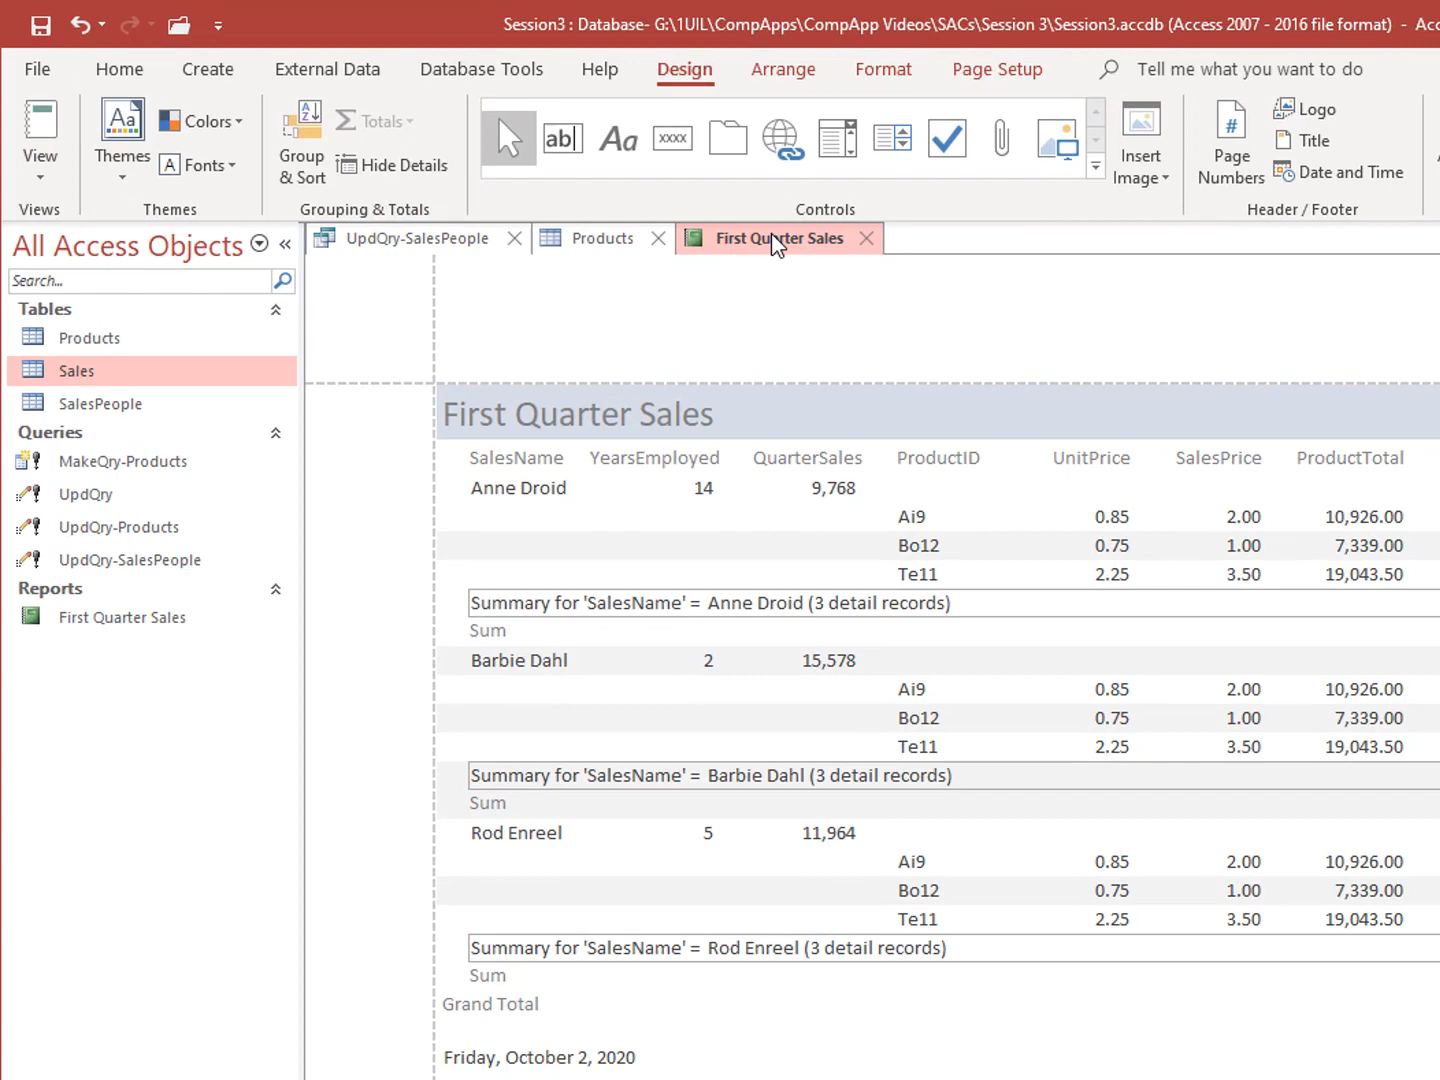 Session3 : Database- G:\1UIL\CompApps\CompApp Videos\SACs\Session 3\Session3.accdb (Access 2007 - 2016 file format) -
File Home Create External Data Database Tools Help Design Arrange Format Page Setup Tell me what you want to do
View
Views
Aa
Themes
Colors
Fonts
Themes
Group & Sort
Totals
Hide Details
Grouping & Totals
ab
Aa
xxxx
Controls
Insert Image
#
Page Numbers
Logo
Title
Date and Time
Header / Footer
All Access Objects
Search...
Tables
Products
Sales
SalesPeople
Queries
MakeQry-Products
UpdQry
UpdQry-Products
UpdQry-SalesPeople
Reports
First Quarter Sales
UpdQry-SalesPeople Products First Quarter Sales
First Quarter Sales
SalesName YearsEmployed QuarterSales ProductID UnitPrice SalesPrice ProductTotal
Anne Droid 14 9,768
Ai9 0.85 2.00 10,926.00
Bo12 0.75 1.00 7,339.00
Te11 2.25 3.50 19,043.50
Summary for 'SalesName' = Anne Droid (3 detail records)
Sum
Barbie Dahl 2 15,578
Ai9 0.85 2.00 10,926.00
Bo12 0.75 1.00 7,339.00
Te11 2.25 3.50 19,043.50
Summary for 'SalesName' = Barbie Dahl (3 detail records)
Sum
Rod Enreel 5 11,964
Ai9 0.85 2.00 10,926.00
Bo12 0.75 1.00 7,339.00
Te11 2.25 3.50 19,043.50
Summary for 'SalesName' = Rod Enreel (3 detail records)
Sum
Grand Total
Friday, October 2, 2020